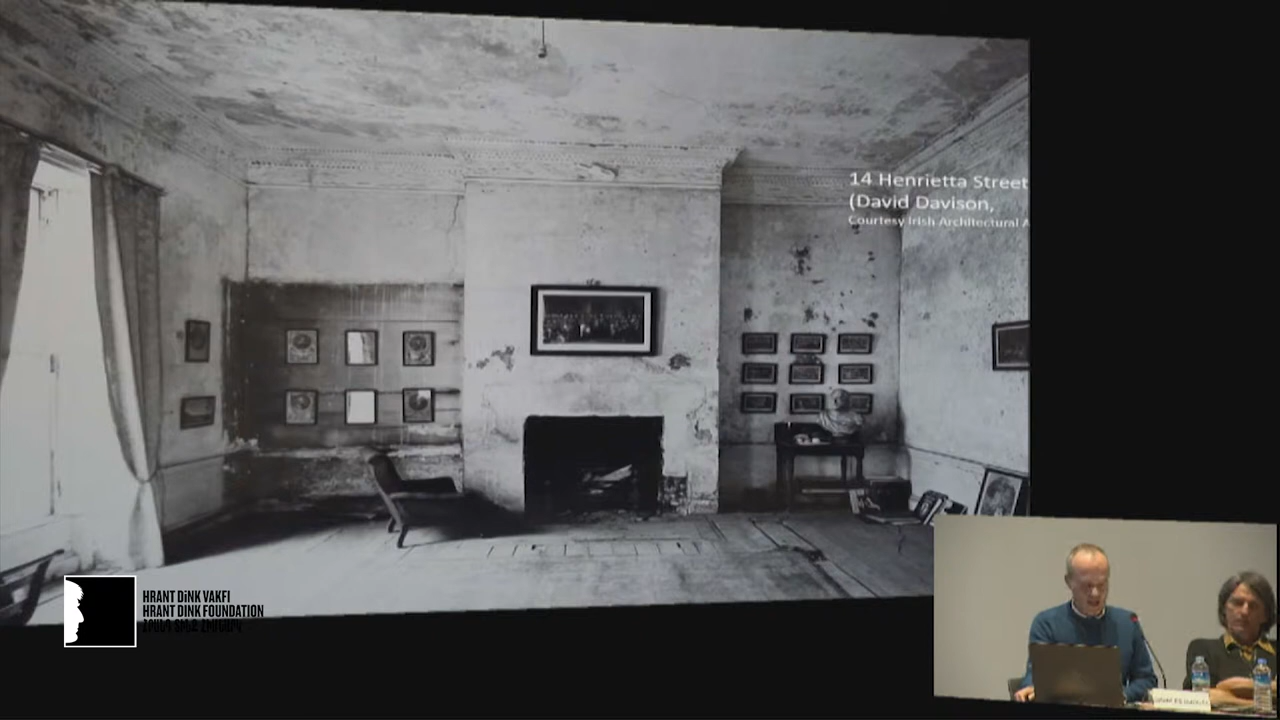 14 Henrietta Street
(David Davison,
Courtesy Irish Architectural A
HRANT DİNK VAKFI
HRANT DINK FOUNDATION